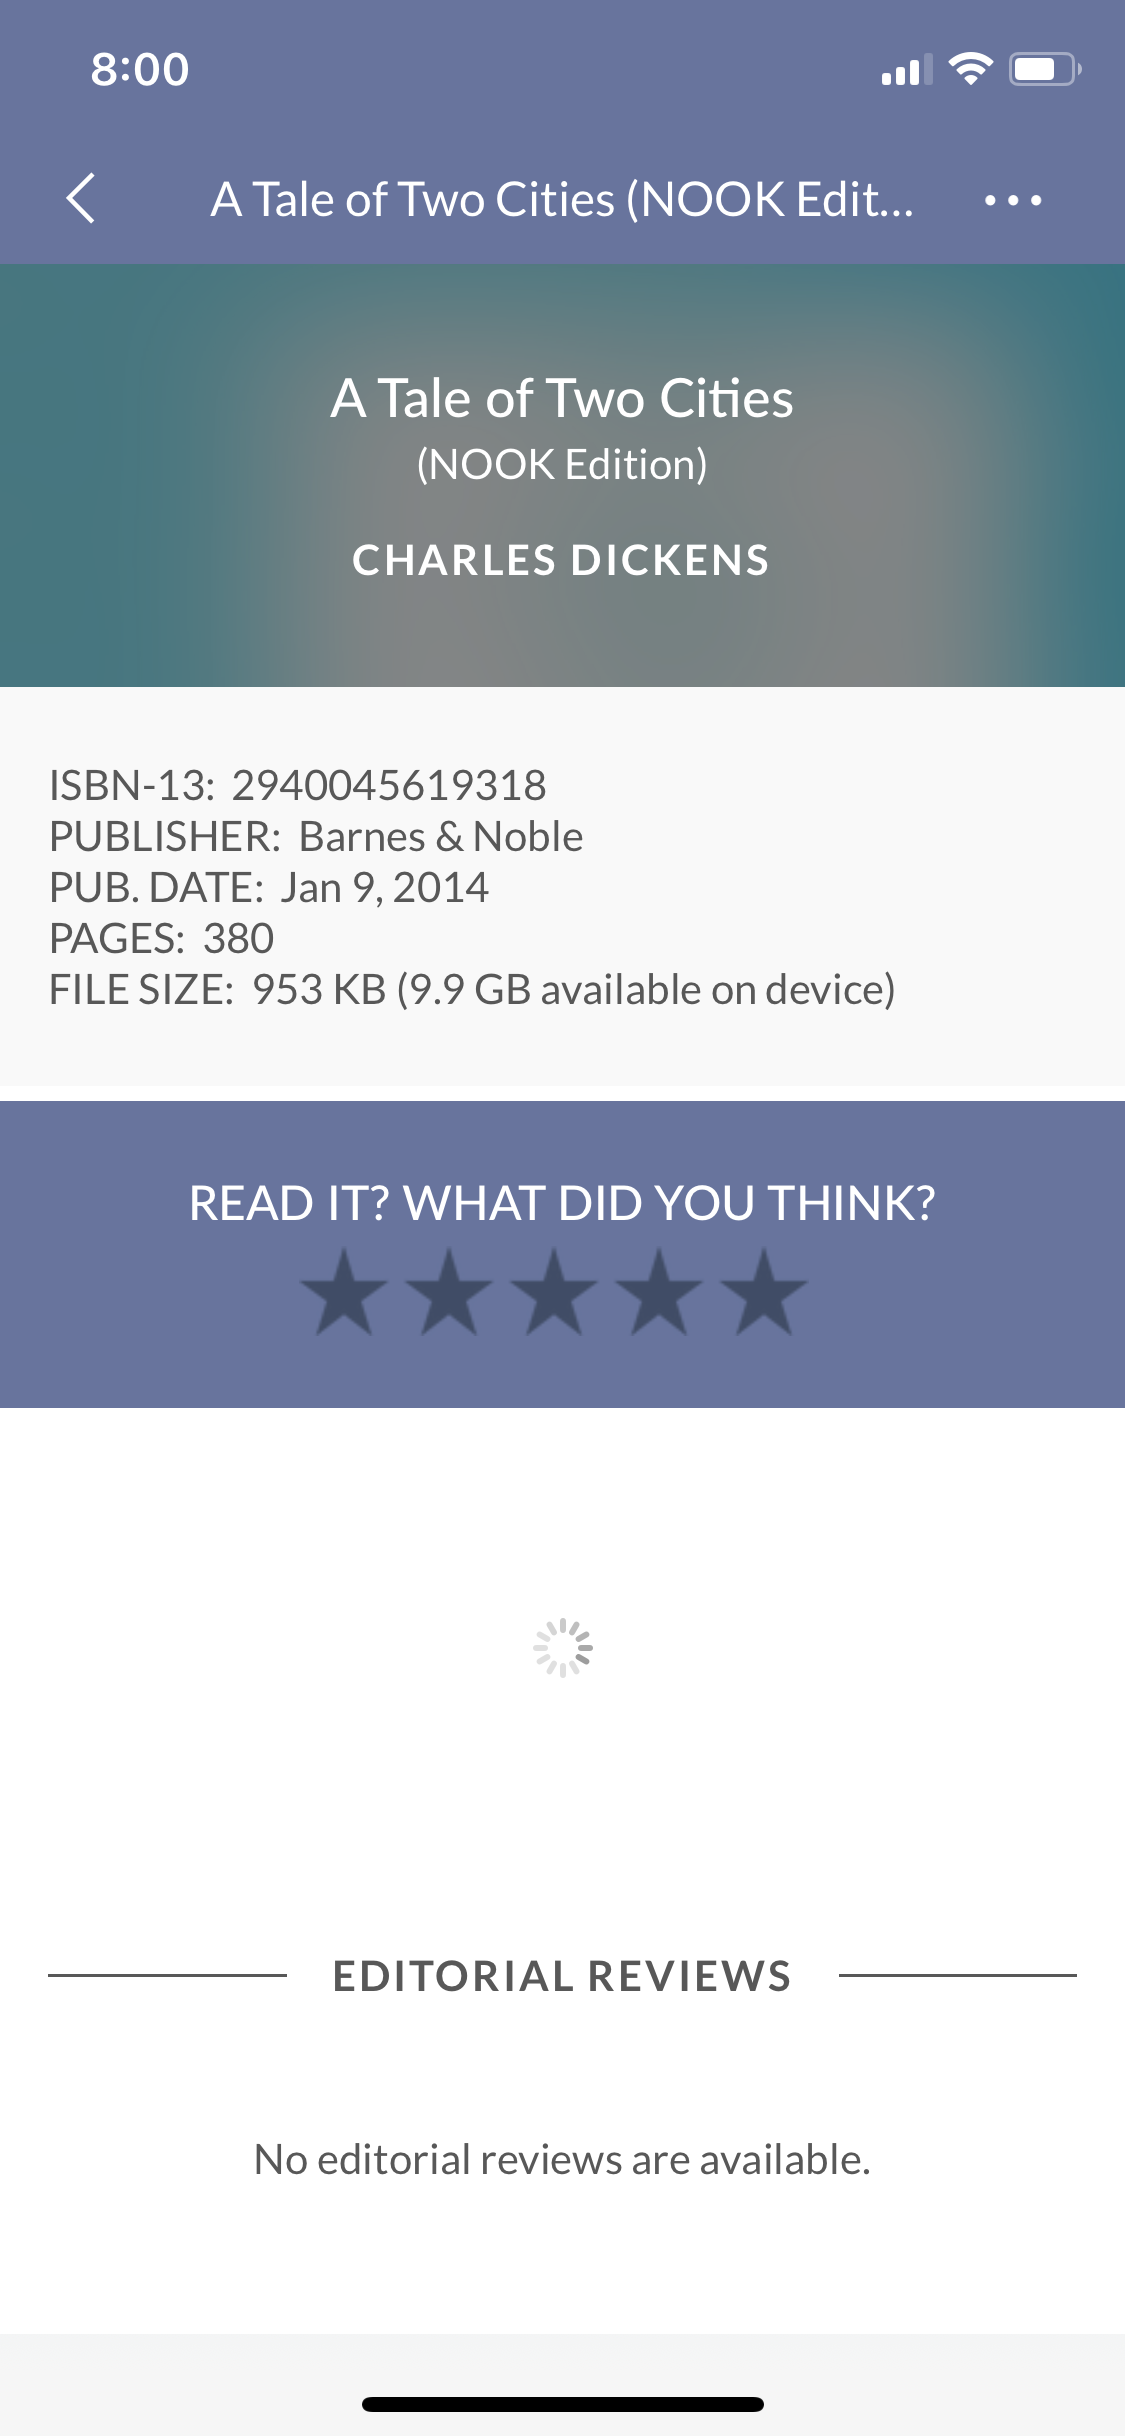 8:00
A Tale of Two Cities (NOOK Edit...
A Tale of Two Cities
(NOOK Edition)
CHARLES DICKENS
ISBN-13: 2940045619318
PUBLISHER: Barnes & Noble
PUB. DATE: Jan 9, 2014
PAGES: 380
FILE SIZE: 953 KB (9.9 GB available on device)
READ IT? WHAT DID YOU THINK?
EDITORIAL REVIEWS
No editorial reviews are available.